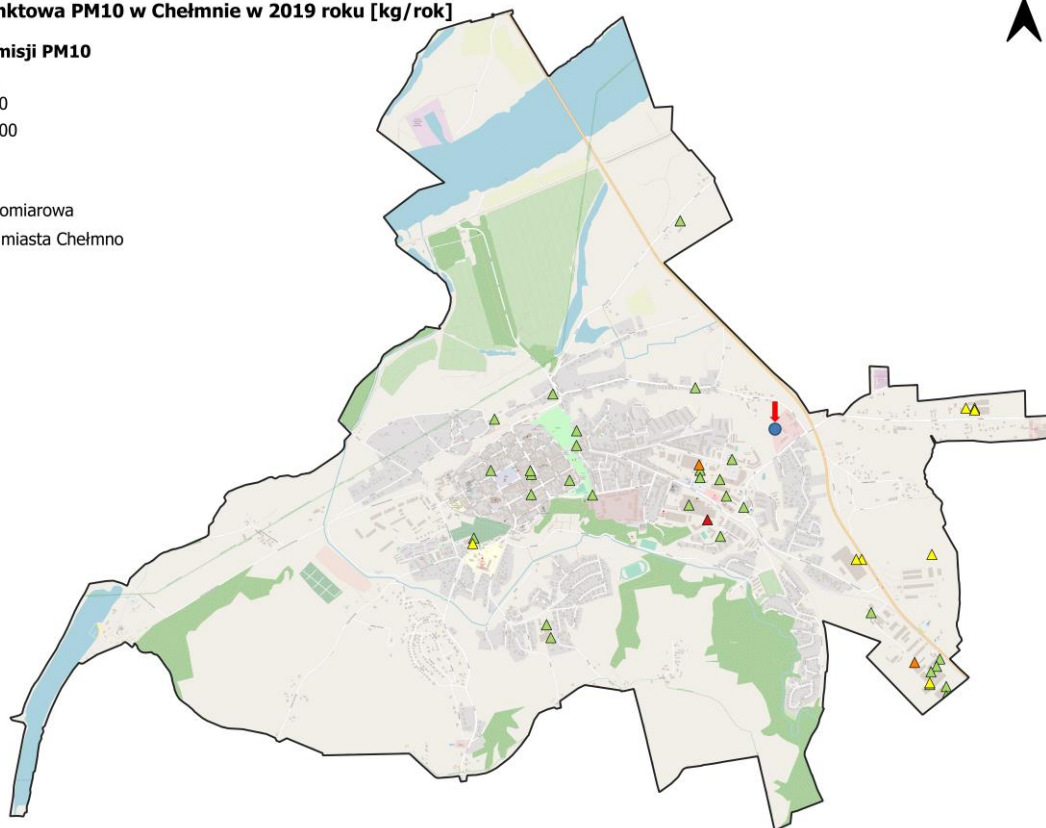 nktowa PM10 w Chełmnie w 2019 roku [kg/rok]
misji PM10
0
00
omiarowa
miasta Chełmno